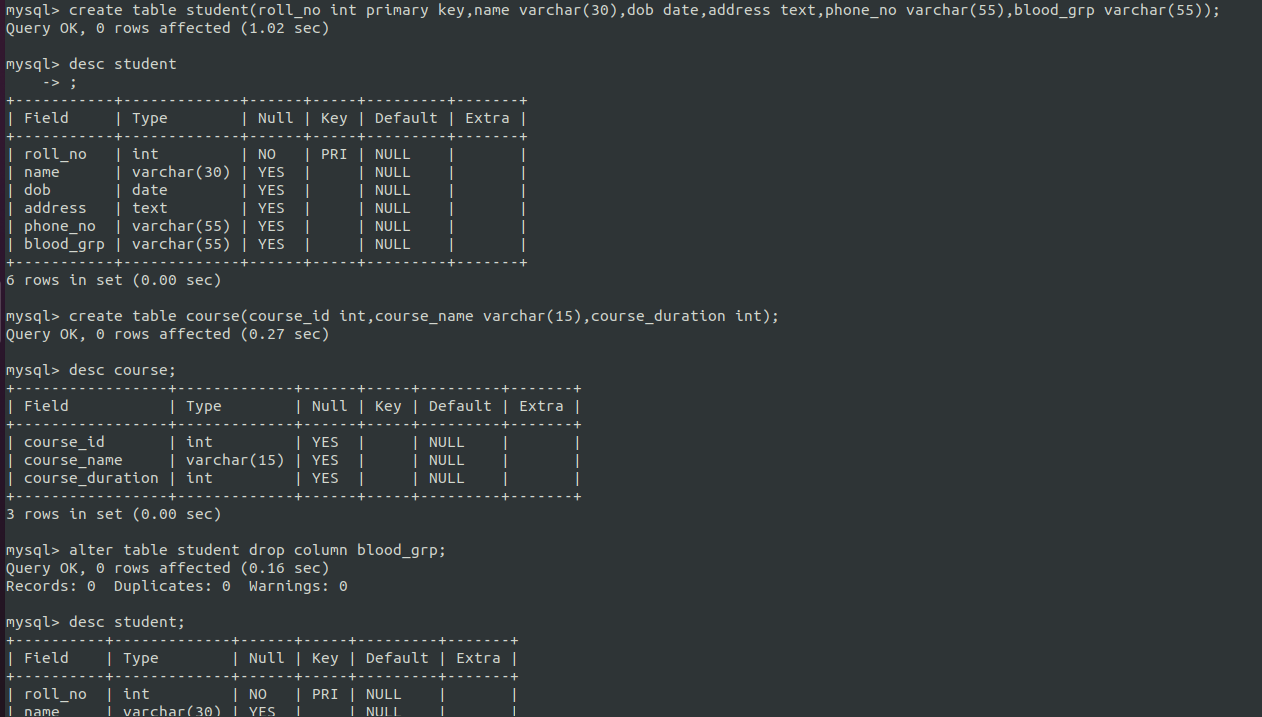 mysql> create table student(roll_no int primary key,name varchar(30),dob date,address text,phone_no varchar(55),blood_grp varchar(55));
Query OK, 0 rows affected (1.02 sec)

mysql> desc student
    -> ;
+-----------+-------------+------+-----+---------+-------+
| Field     | Type        | Null | Key | Default | Extra |
+-----------+-------------+------+-----+---------+-------+
| roll_no   | int         | NO   | PRI | NULL    |       |
| name      | varchar(30) | YES  |     | NULL    |       |
| dob       | date        | YES  |     | NULL    |       |
| address   | text        | YES  |     | NULL    |       |
| phone_no  | varchar(55) | YES  |     | NULL    |       |
| blood_grp | varchar(55) | YES  |     | NULL    |       |
+-----------+-------------+------+-----+---------+-------+
6 rows in set (0.00 sec)

mysql> create table course(course_id int,course_name varchar(15),course_duration int);
Query OK, 0 rows affected (0.27 sec)

mysql> desc course;
+-----------------+-------------+------+-----+---------+-------+
| Field           | Type        | Null | Key | Default | Extra |
+-----------------+-------------+------+-----+---------+-------+
| course_id       | int         | YES  |     | NULL    |       |
| course_name     | varchar(15) | YES  |     | NULL    |       |
| course_duration | int         | YES  |     | NULL    |       |
+-----------------+-------------+------+-----+---------+-------+
3 rows in set (0.00 sec)

mysql> alter table student drop column blood_grp;
Query OK, 0 rows affected (0.16 sec)
Records: 0  Duplicates: 0  Warnings: 0

mysql> desc student;
+----------+-------------+------+-----+---------+-------+
| Field    | Type        | Null | Key | Default | Extra |
+----------+-------------+------+-----+---------+-------+
| roll_no  | int         | NO   | PRI | NULL    |       |
| name     | varchar(30) | YES  |     | NULL    |       |